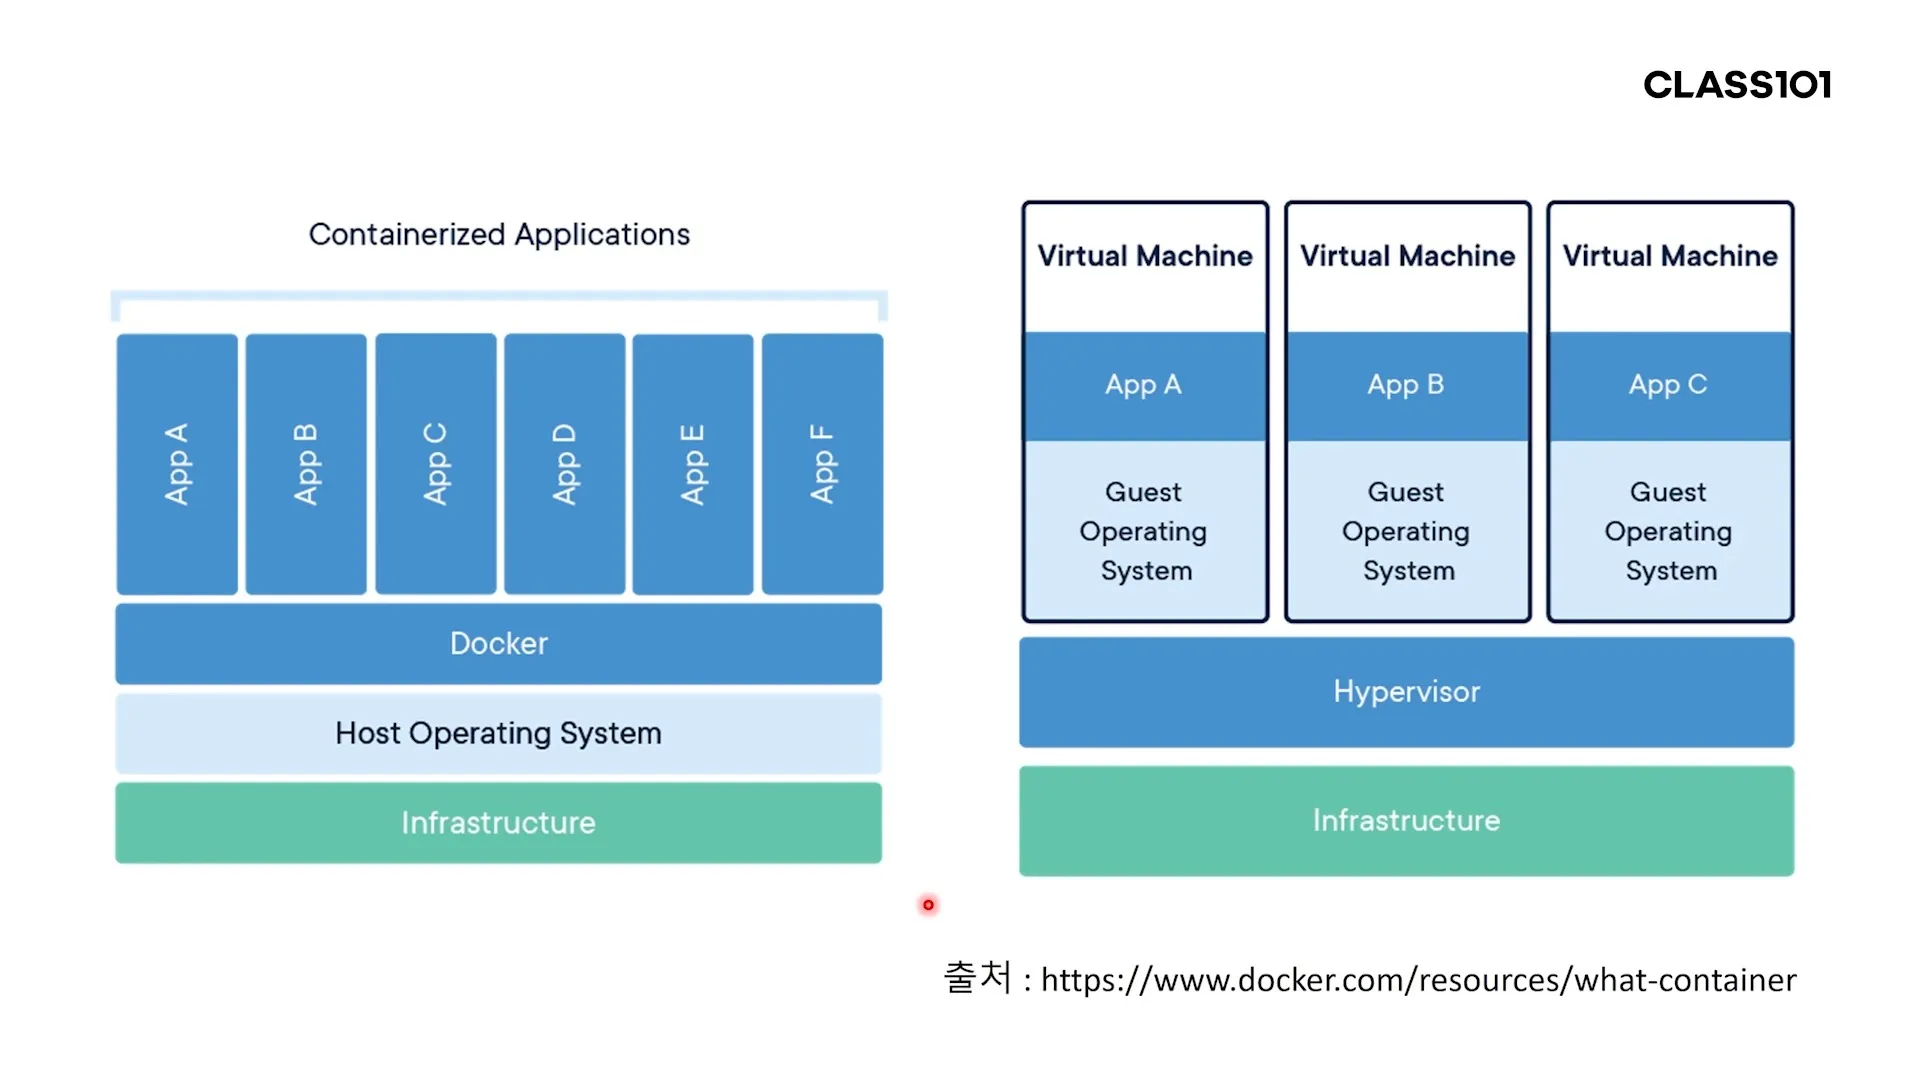 CLASS101
Containerized Applications
App A
App B
App C
App D
App E
App F
Docker
Host Operating System
Infrastructure
Virtual Machine
App A
Guest
Operating
System
Virtual Machine
App B
Guest
Operating
System
Virtual Machine
App C
Guest
Operating
System
Hypervisor
Infrastructure
출처 : https://www.docker.com/resources/what-container